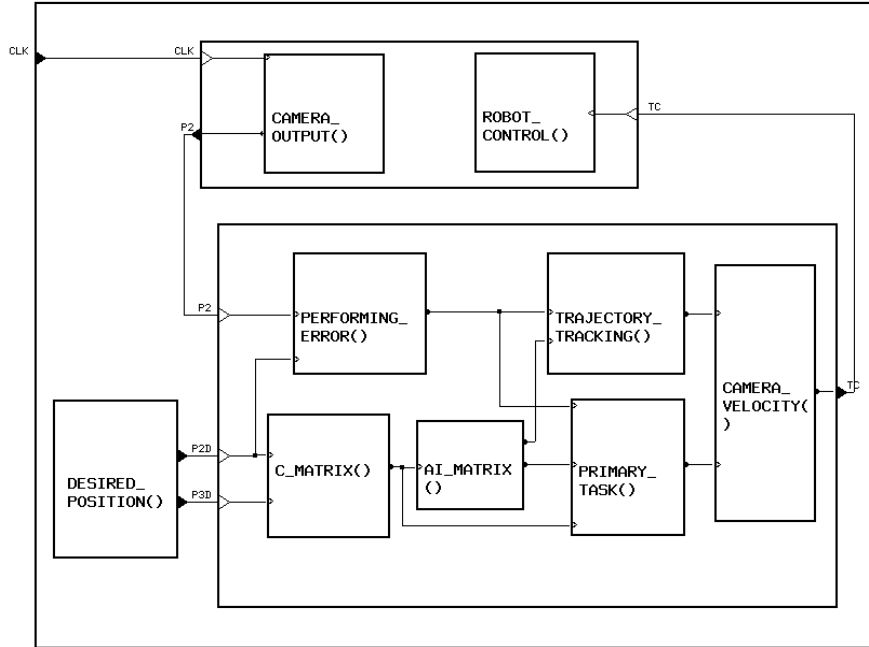 CLK
CLK
CAMERA_
OUTPUT()
ROBOT_
CONTROL()
TC
P2
P2
PERFORMING_
ERROR()
TRAJECTORY_
TRACKING()
CAMERA_
VELOCITY(
)
TC
P2D
P3D
DESIRED_
POSITION()
C_MATRIX()
AI_MATRIX
()
PRIMARY_
TASK()